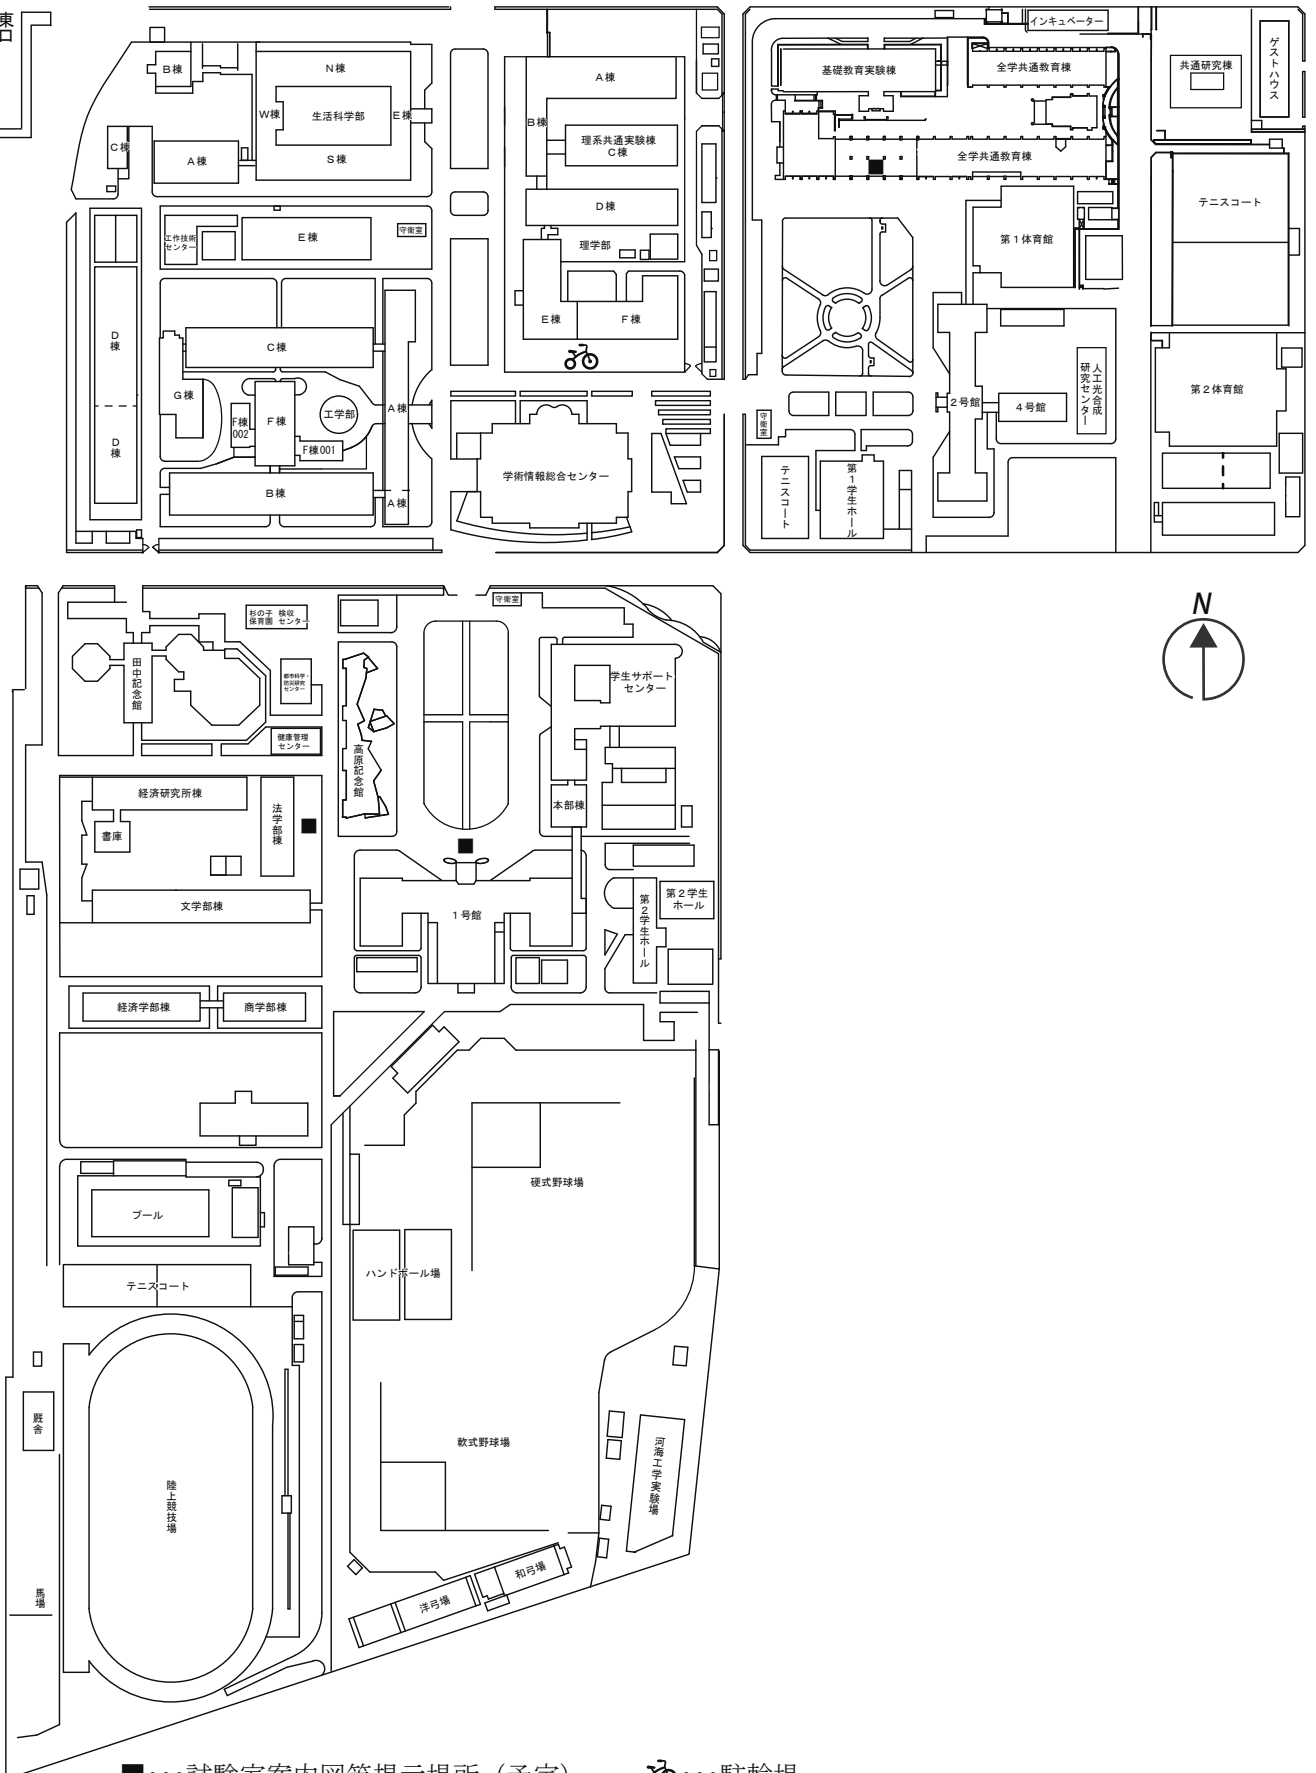 東口
B棟
N棟
W棟
生活科学部
E棟
S棟
C棟
A棟
A棟
B棟
理系共通実験棟
C棟
D棟
理学部
E棟
F棟
工作技術
センター
E棟
守衛室
D棟
D棟
C棟
G棟
F棟
002
F棟
工学部
F棟001
A棟
B棟
A棟
学術情報総合センター
インキュベーター
基礎教育実験棟
全学共通教育棟
全学共通教育棟
共通研究棟
ゲストハウス
テニスコート
第1体育館
2号館
4号館
人工光合成
研究センター
第2体育館
守衛室
テニスコート
第1学生ホール
N
杉の子
保育園
検収
センター
守衛室
田中記念館
都市科学・
防災研究
センター
健康管理
センター
高原記念館
学生サポート
センター
本部棟
経済研究所棟
書庫
法学部棟
文学部棟
1号館
第2学生ホール
第2学生
ホール
経済学部棟
商学部棟
プール
テニスコート
硬式野球場
ハンドボール場
厩舎
陸上競技場
軟式野球場
河海工学実験場
馬場
洋弓場
和弓場
■・・・試験室案内図等掲示場所（予定）
・・・駐輪場